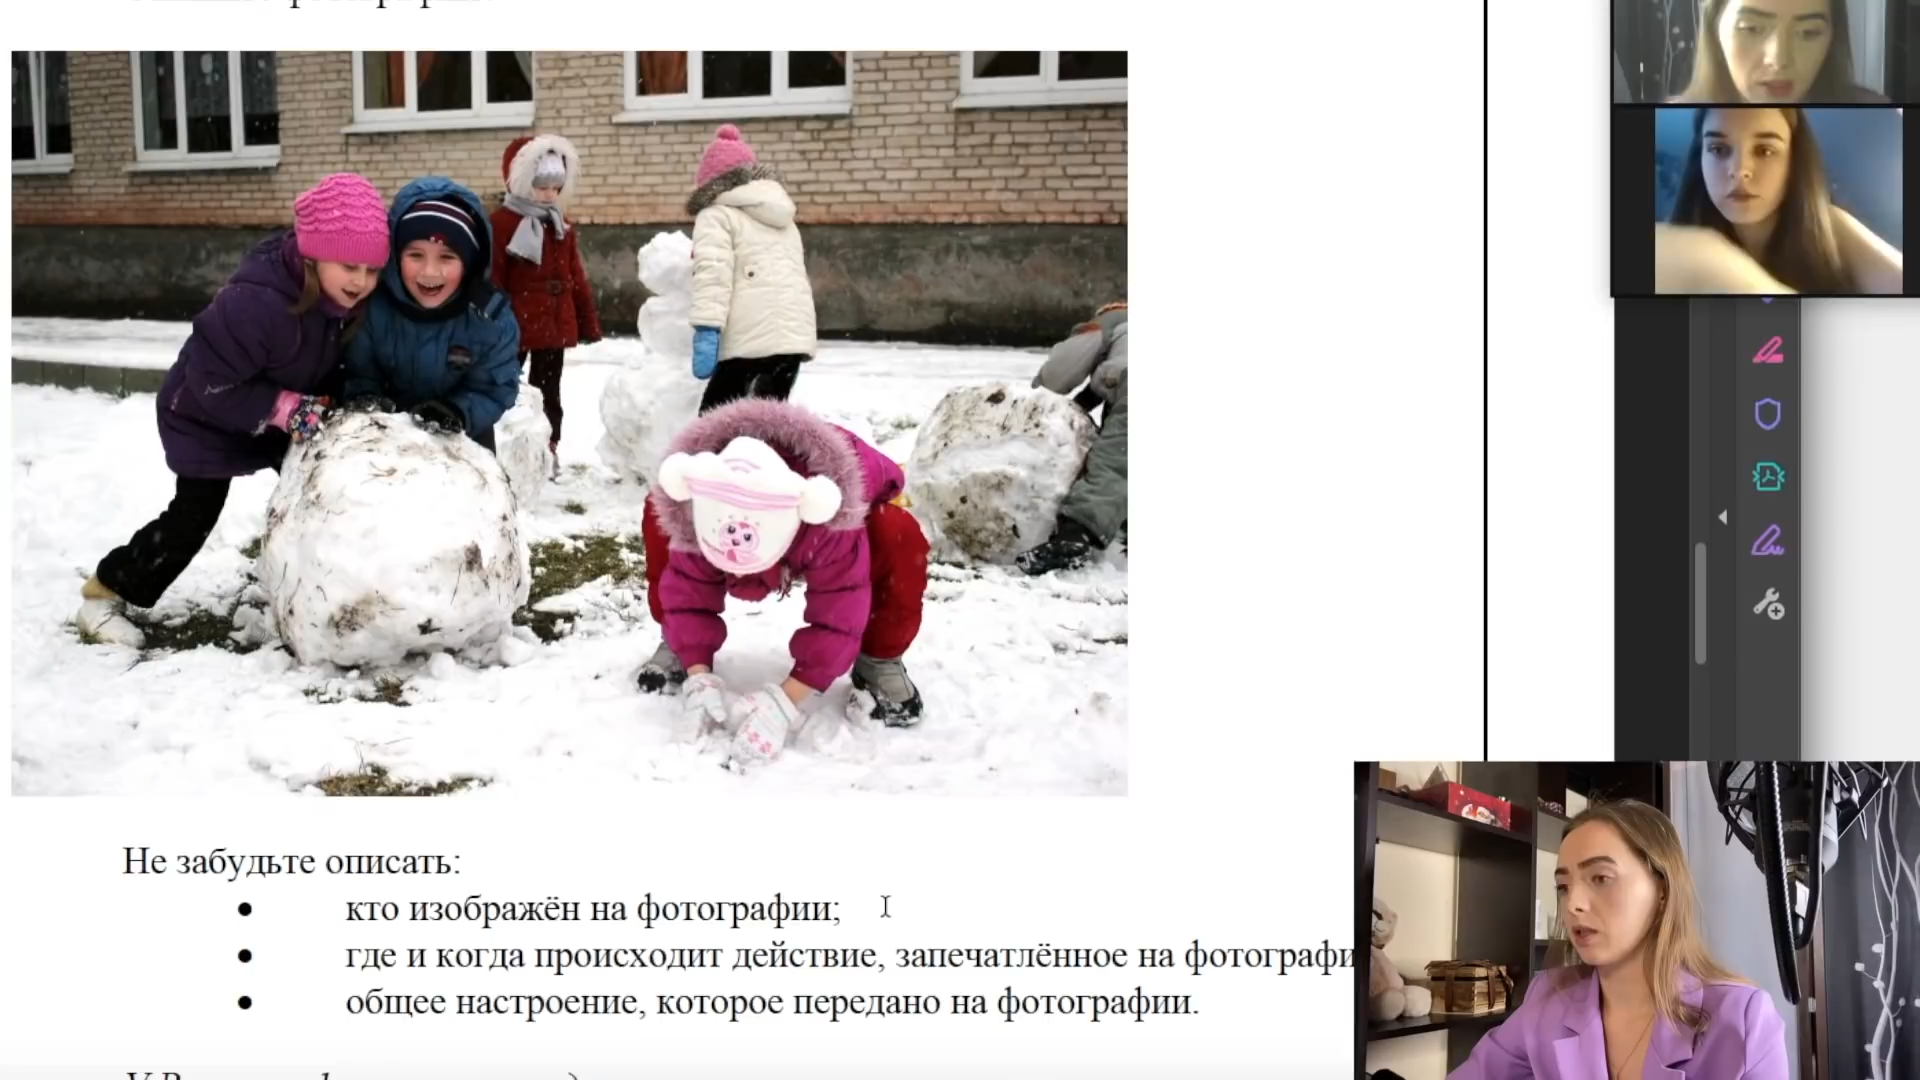 Не забудьте описать:
• кто изображён на фотографии;
• где и когда происходит действие, запечатлённое на фотографи
• общее настроение, которое передано на фотографии.